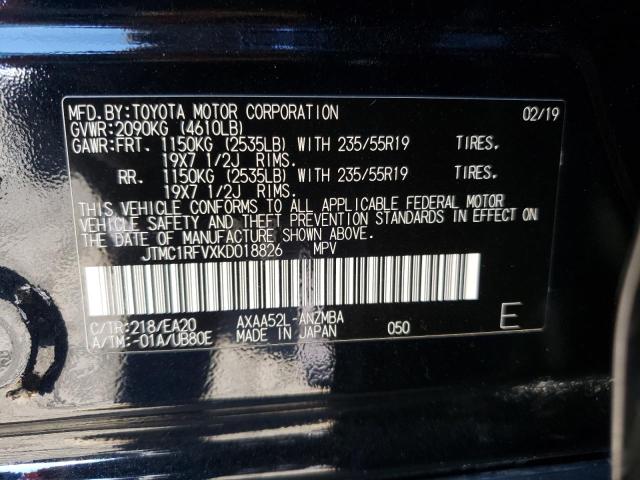 MFD.BY:TOYOTA MOTOR CORPORATION 02/19
GVWR:2090KG (4610LB)
GAWR:FRT. 1150KG (2535LB) WITH 235/55R19 TIRES.
19X7 1/2J RIMS.
RR. 1150KG (2535LB) WITH 235/55R19 TIRES.
19X7 1/2J RIMS.
THIS VEHICLE CONFORMS TO ALL APPLICABLE FEDERAL MOTOR
VEHICLE SAFETY AND THEFT PREVENTION STANDARDS IN EFFECT ON
THE DATE OF MANUFACTURE SHOWN ABOVE.
JTMC1RFVXKD018826 MPV
C/TR:218/EA20 AXAA52L-ANZMBA
A/TM:-01A/UB80E MADE IN JAPAN 050 E